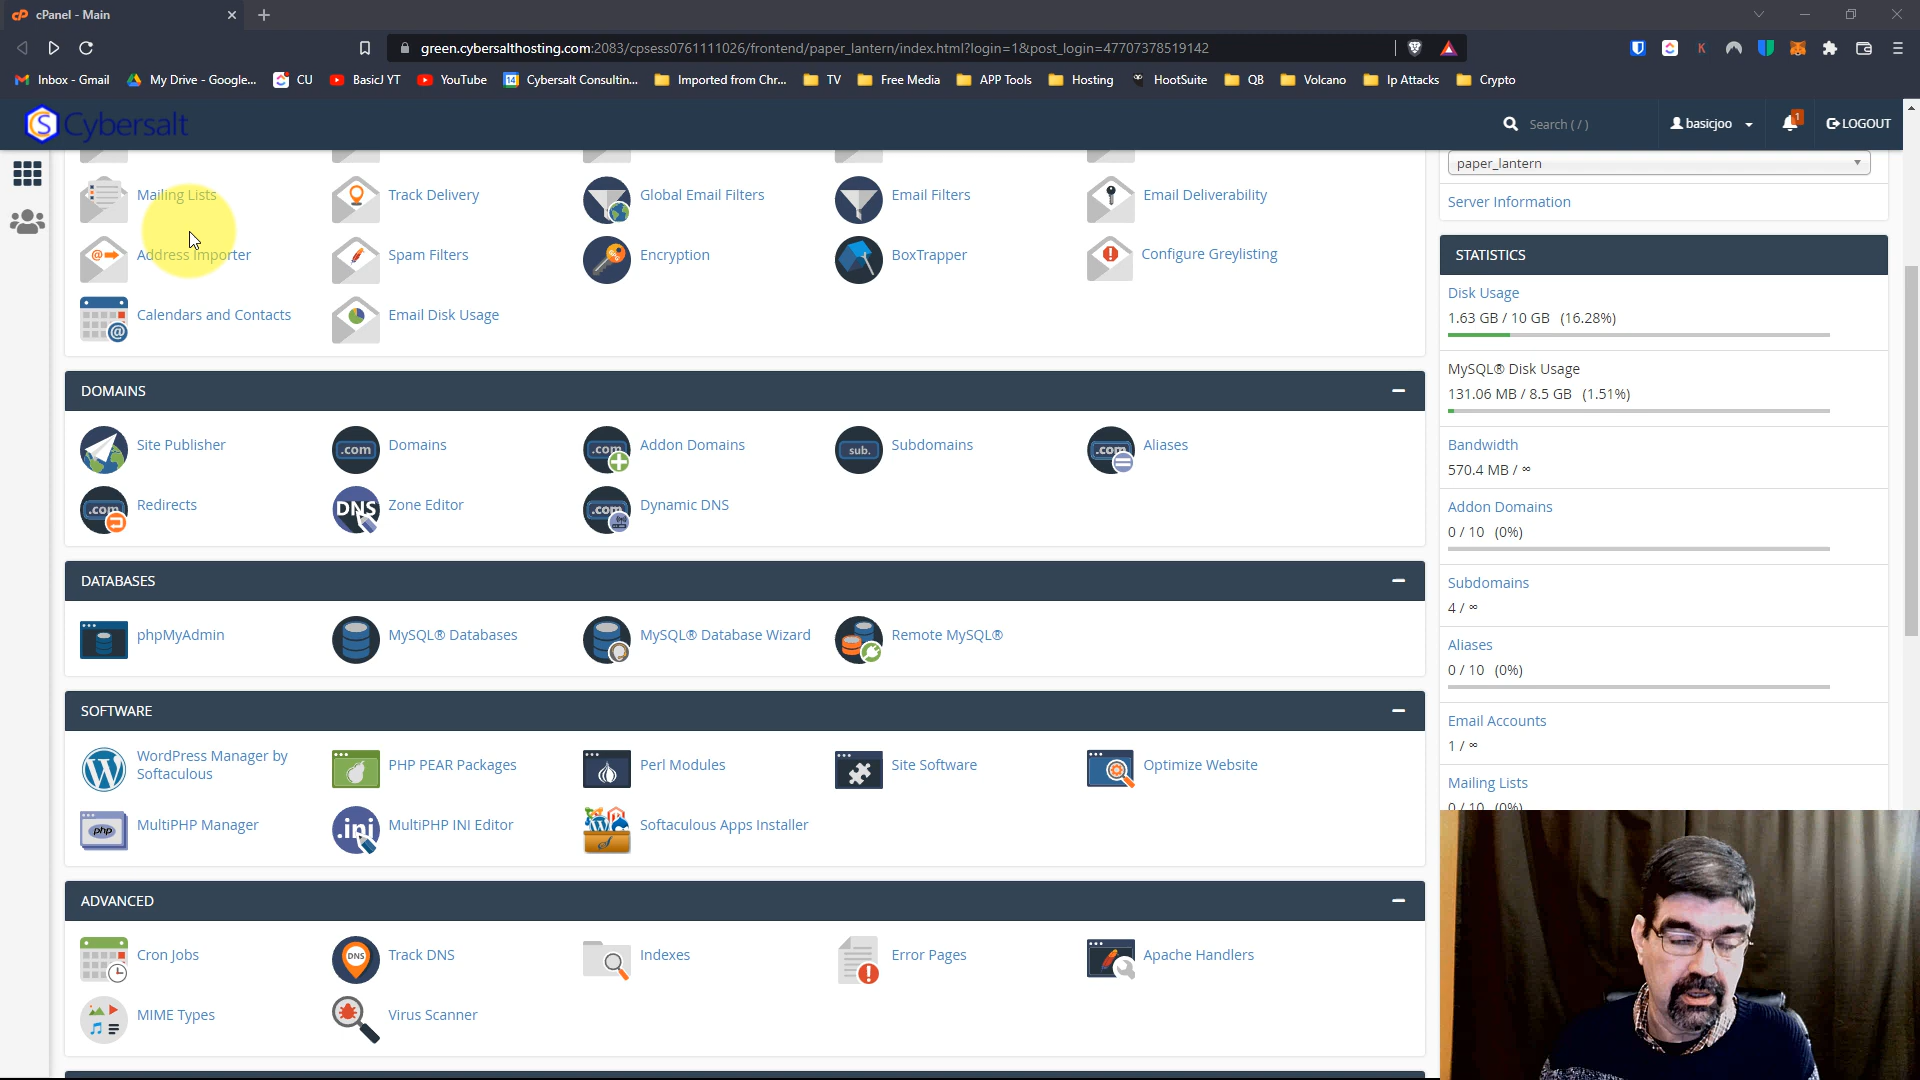 cPanel - Main
green.cybersalthosting.com:2083/cpsess0761111026/frontend/paper_lantern/index.html?login=1&post_login=47707378519142
Inbox - Gmail
My Drive - Google...
CU
BasicJ YT
YouTube
Cybersalt Consultin...
Imported from Chr...
TV
Free Media
APP Tools
Hosting
HootSuite
QB
Volcano
Ip Attacks
Crypto
Cybersalt
Search ( / )
basicjoo
1
LOGOUT
Mailing Lists
Track Delivery
Global Email Filters
Email Filters
Email Deliverability
Address Importer
Spam Filters
Encryption
BoxTrapper
Configure Greylisting
Calendars and Contacts
Email Disk Usage
DOMAINS
Site Publisher
Domains
Addon Domains
Subdomains
Aliases
Redirects
Zone Editor
Dynamic DNS
DATABASES
phpMyAdmin
MySQL® Databases
MySQL® Database Wizard
Remote MySQL®
SOFTWARE
WordPress Manager by
Softaculous
PHP PEAR Packages
Perl Modules
Site Software
Optimize Website
MultiPHP Manager
MultiPHP INI Editor
Softaculous Apps Installer
ADVANCED
Cron Jobs
Track DNS
Indexes
Error Pages
Apache Handlers
MIME Types
Virus Scanner
paper_lantern
Server Information
STATISTICS
Disk Usage
1.63 GB / 10 GB (16.28%)
MySQL® Disk Usage
131.06 MB / 8.5 GB (1.51%)
Bandwidth
570.4 MB / ∞
Addon Domains
0 / 10 (0%)
Subdomains
4 / ∞
Aliases
0 / 10 (0%)
Email Accounts
1 / ∞
Mailing Lists
0 / 10 (0%)